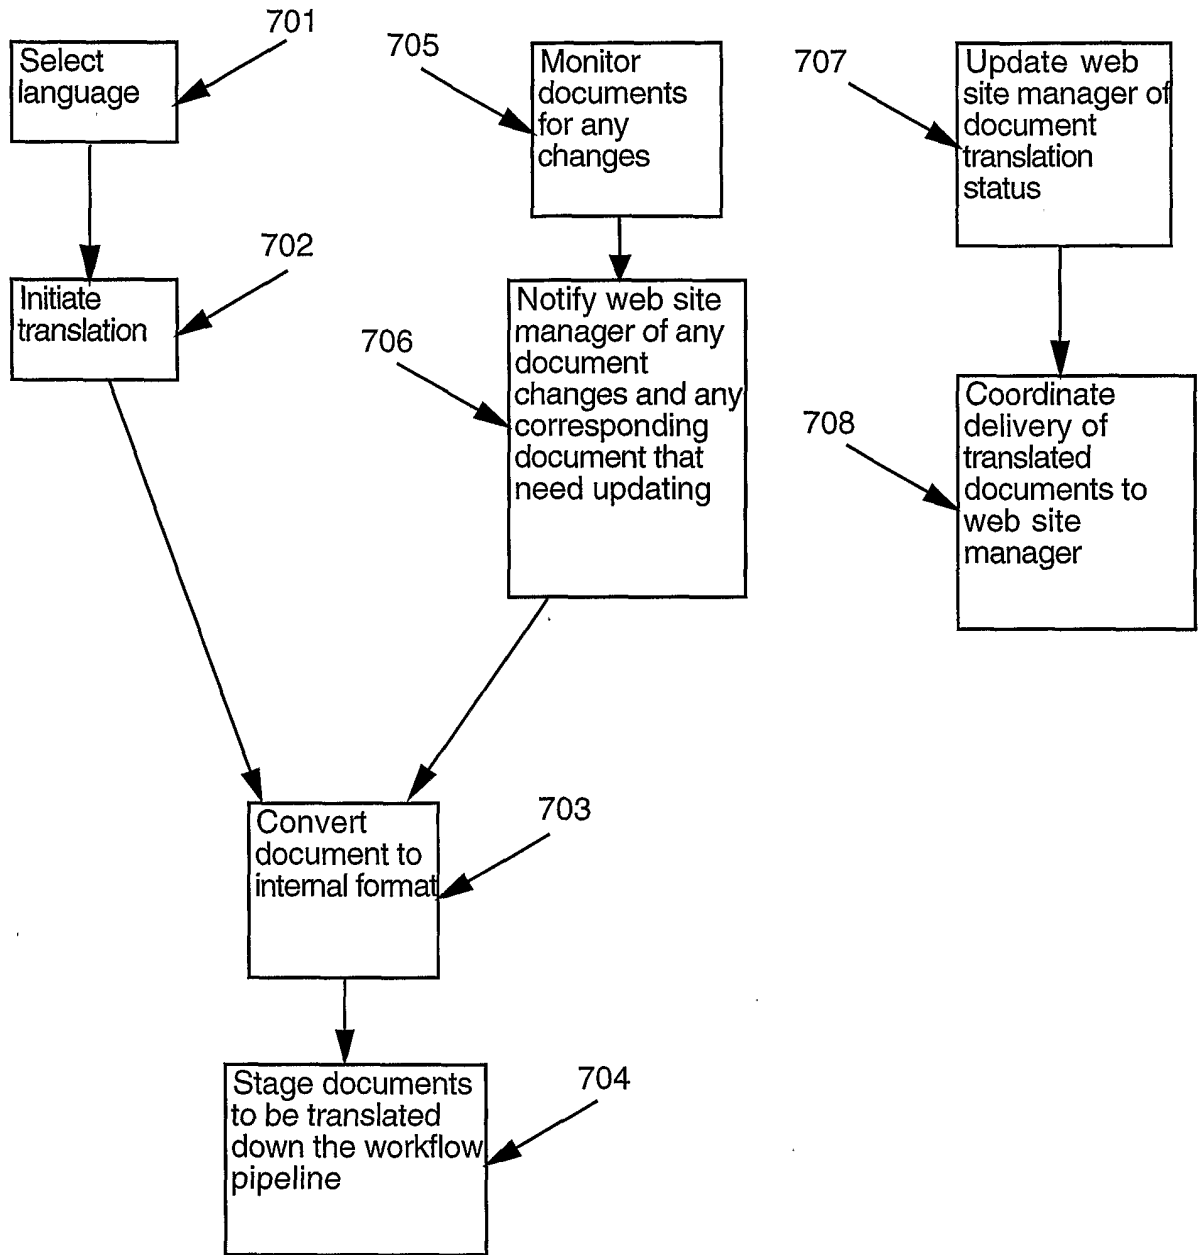 701
Select
language
705
Monitor
documents
for any
changes
707
Update web
site manager of
document
translation
status
702
Initiate
translation
706
Notify web site
manager of any
document
changes and any
corresponding
document that
need updating
708
Coordinate
delivery of
translated
documents to
web site
manager
703
Convert
document to
internal format
704
Stage documents
to be translated
down the workflow
pipeline